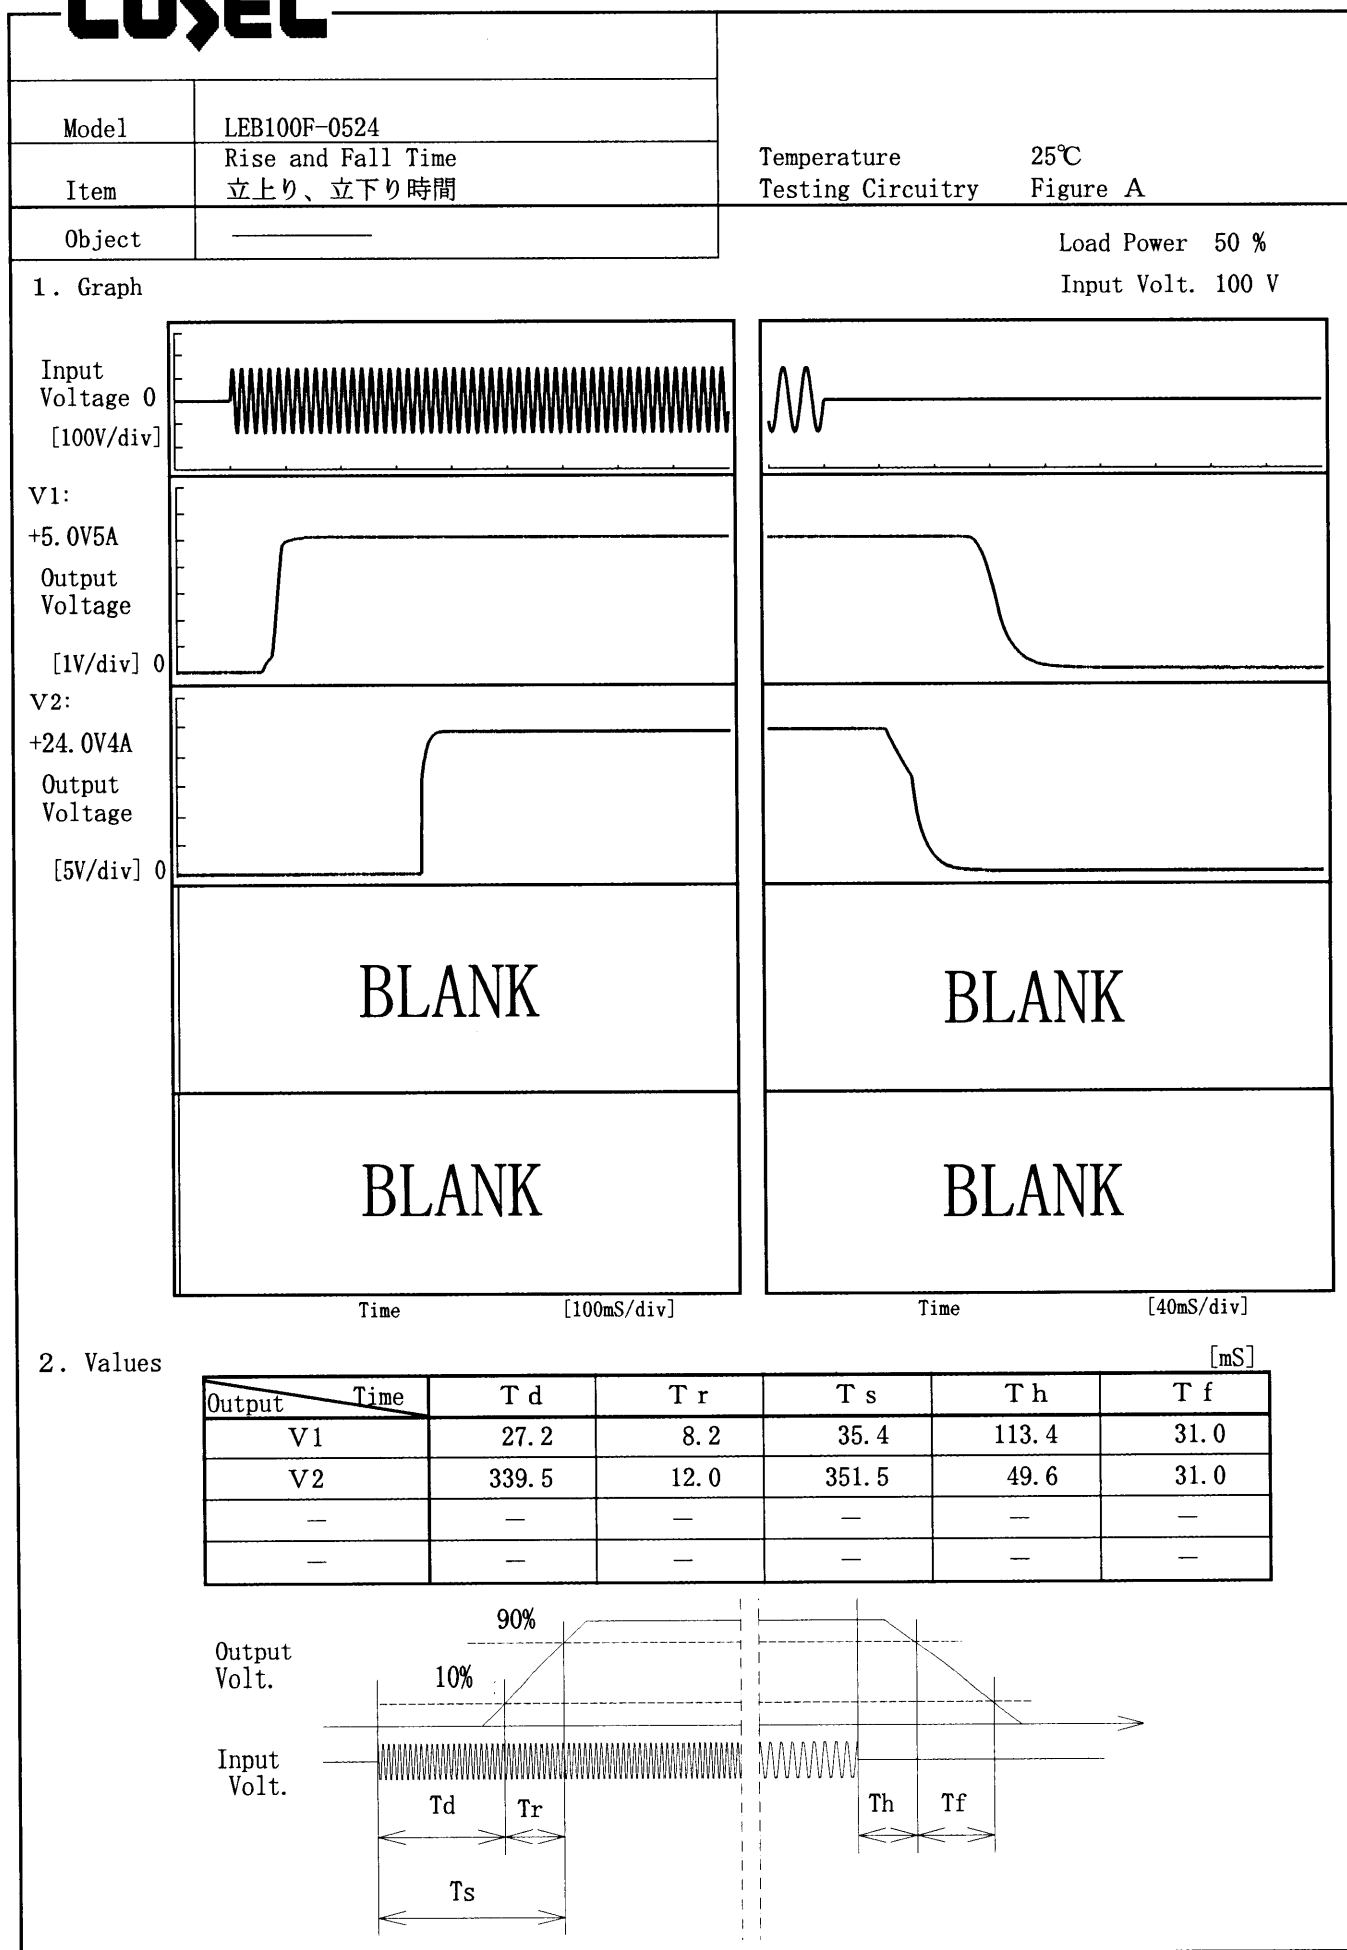 COSEL
Model LEB100F-0524
Rise and Fall Time
Item 立上り、立下り時間
Temperature 25℃
Testing Circuitry Figure A
Object
Load Power 50 %
Input Volt. 100 V
1. Graph
Input
Voltage 0
[100V/div]
V1:
+5.0V5A
Output
Voltage
[1V/div] 0
V2:
+24.0V4A
Output
Voltage
[5V/div] 0
BLANK BLANK
BLANK BLANK
Time [100mS/div] Time [40mS/div]
2. Values [mS]
Output Time Td Tr Ts Th Tf
V1 27.2 8.2 35.4 113.4 31.0
V2 339.5 12.0 351.5 49.6 31.0
— — — — — —
— — — — — —
90%
Output
Volt.
10%
Input
Volt.
Td Tr Th Tf
Ts